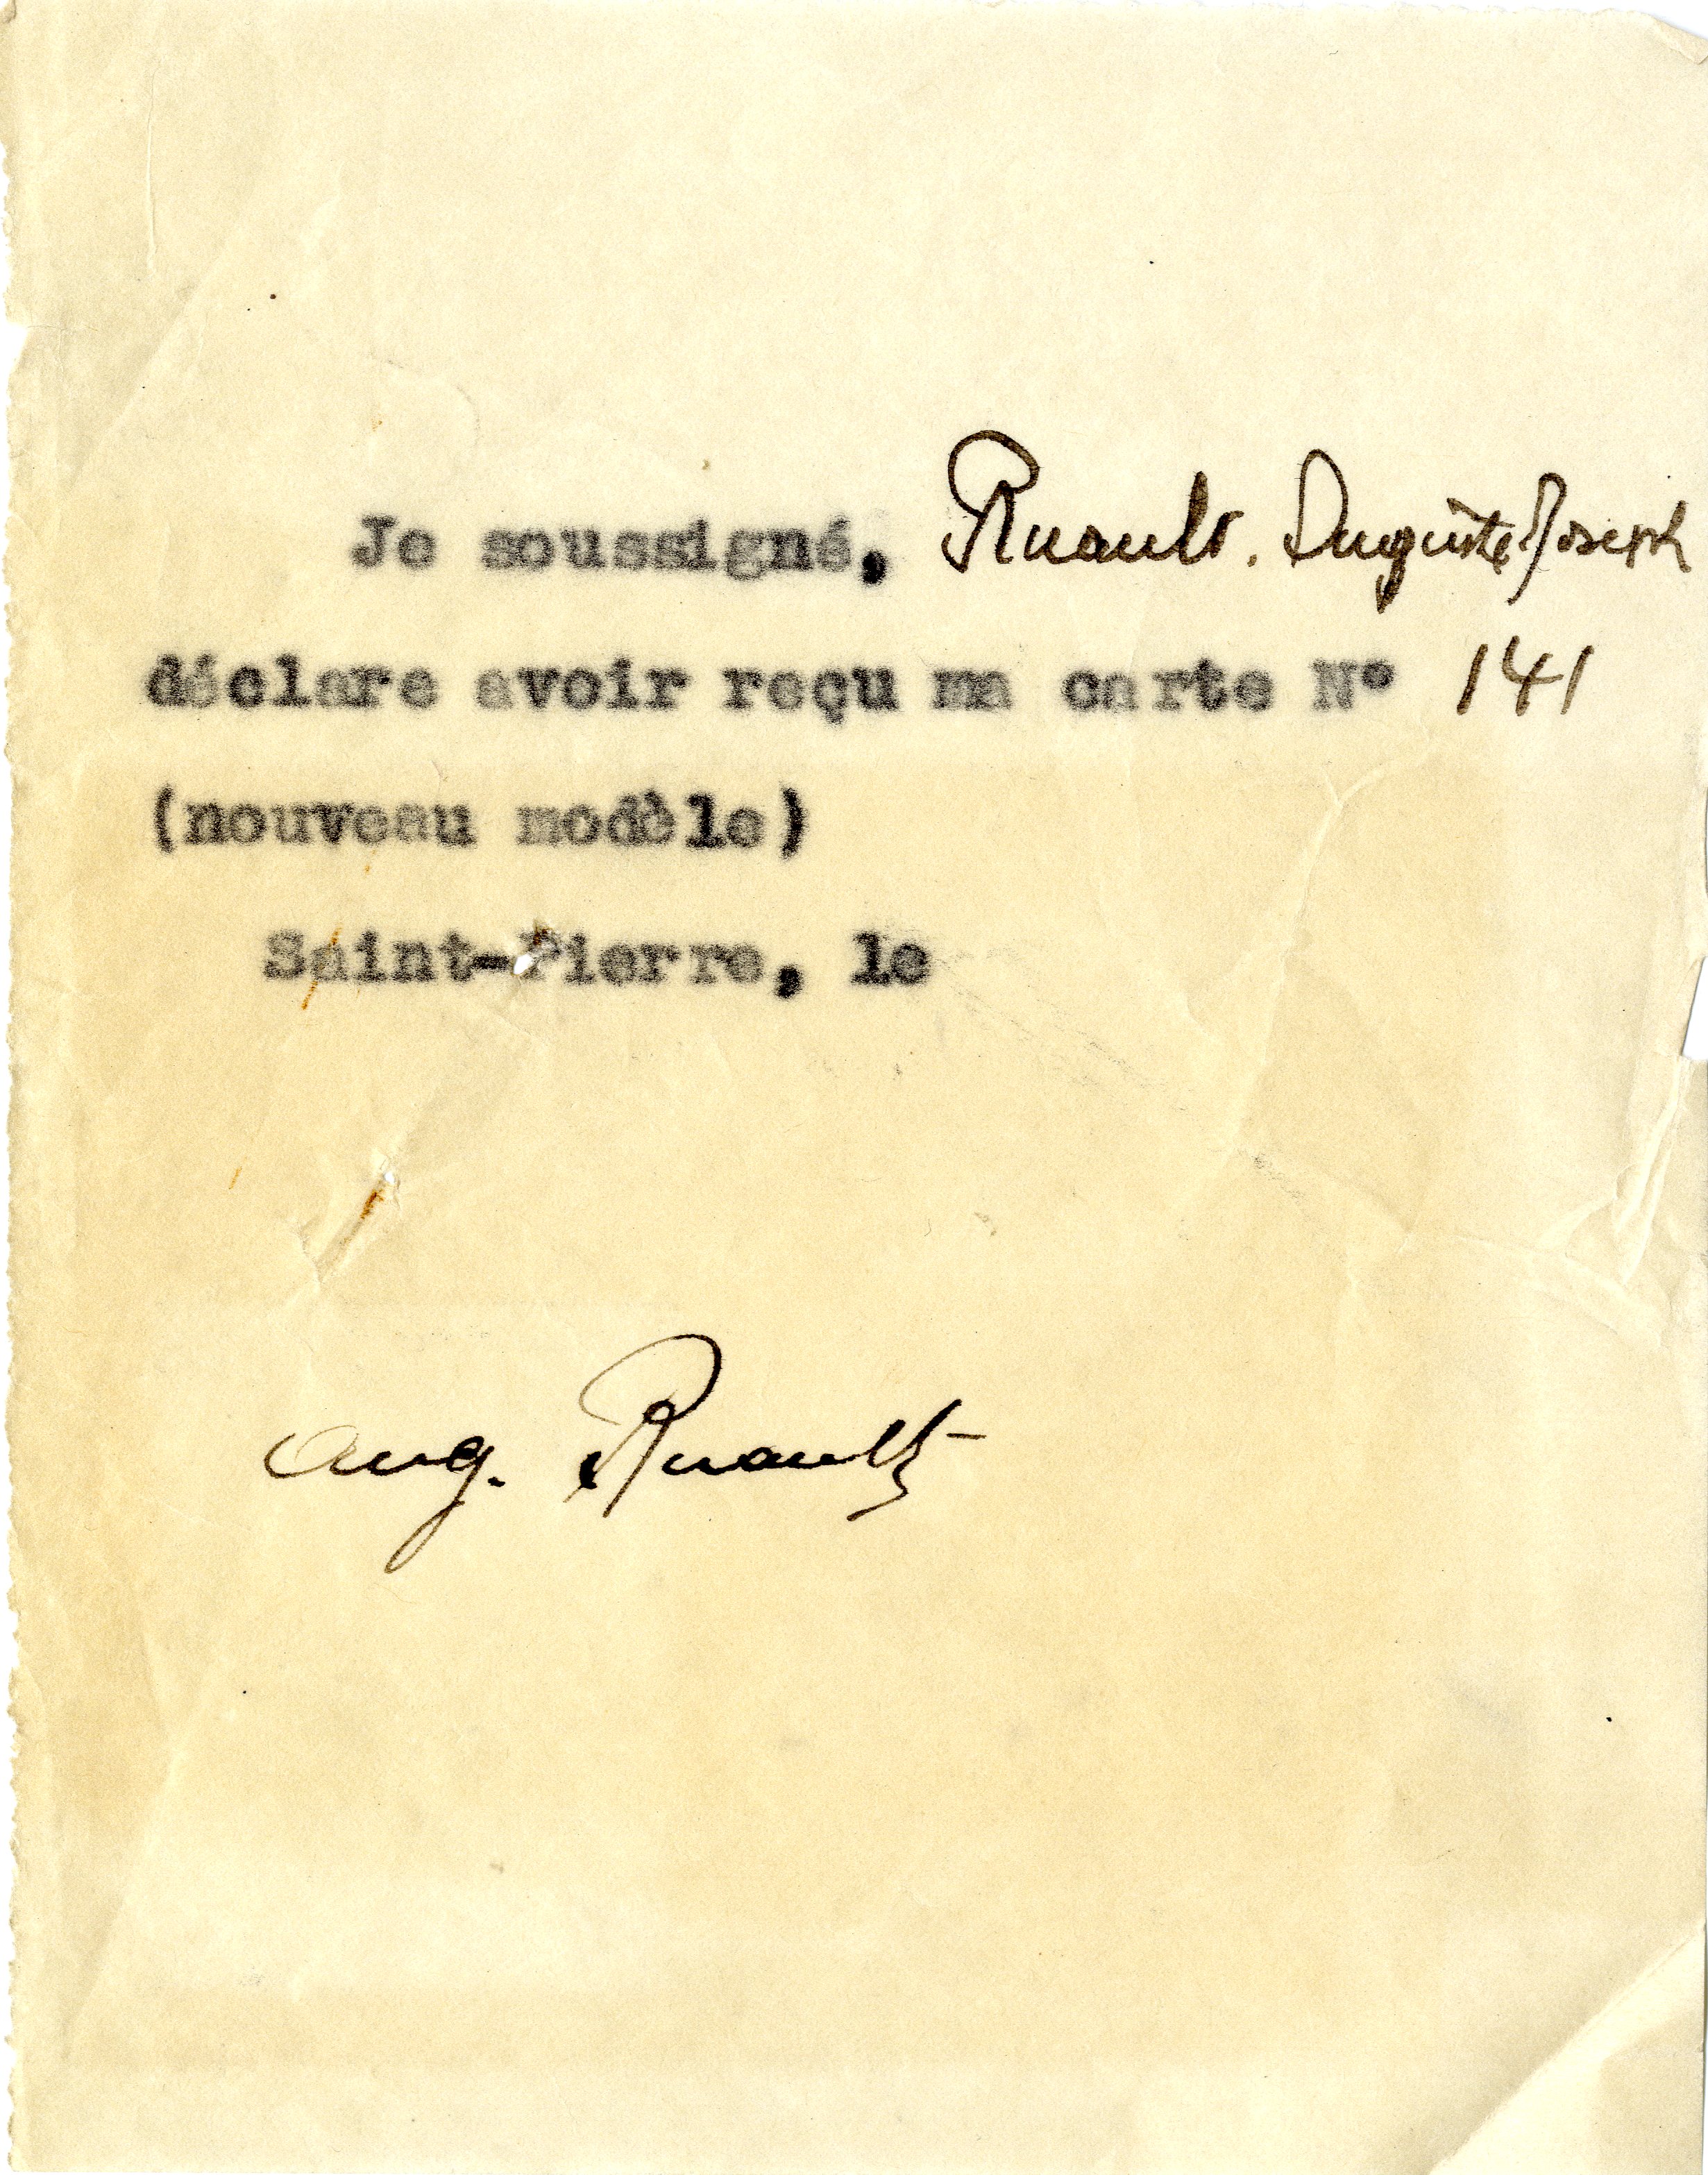 Je soussigné, Ruault. Auguste Joseph
déclare avoir reçu ma carte N° 141
(nouveau modèle)
Saint-Pierre, le
Aug. Ruault